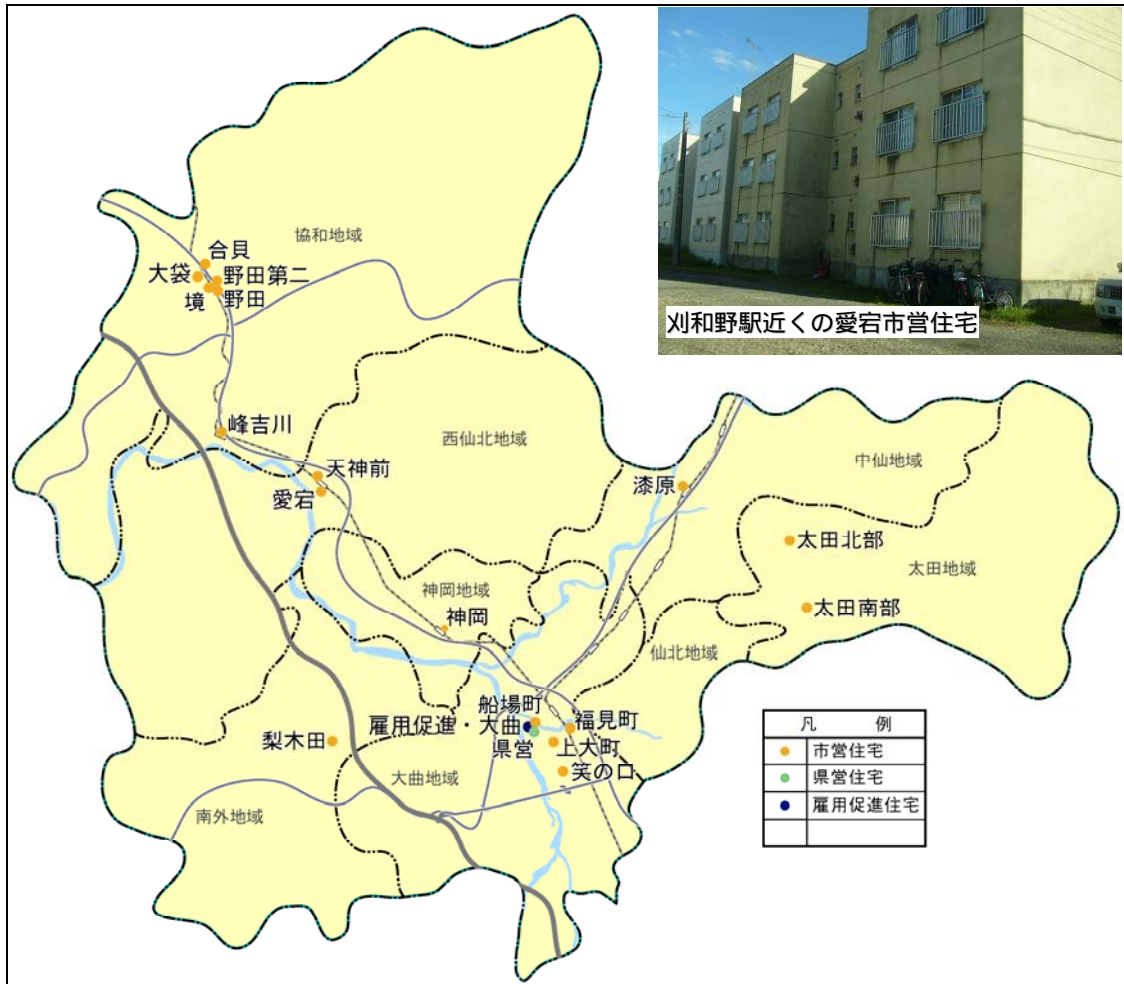 刈和野駅近くの愛宕市営住宅
協和地域
合貝
大袋
野田第二
境
野田
峰吉川
西仙北地域
天神前
愛宕
漆原
中仙地域
太田北部
太田地域
太田南部
神岡地域
神岡
仙北地域
船場町
雇用促進・大曲
福見町
県営
上大町
梨木田
笑の口
大曲地域
南外地域
凡 例
市営住宅
県営住宅
雇用促進住宅